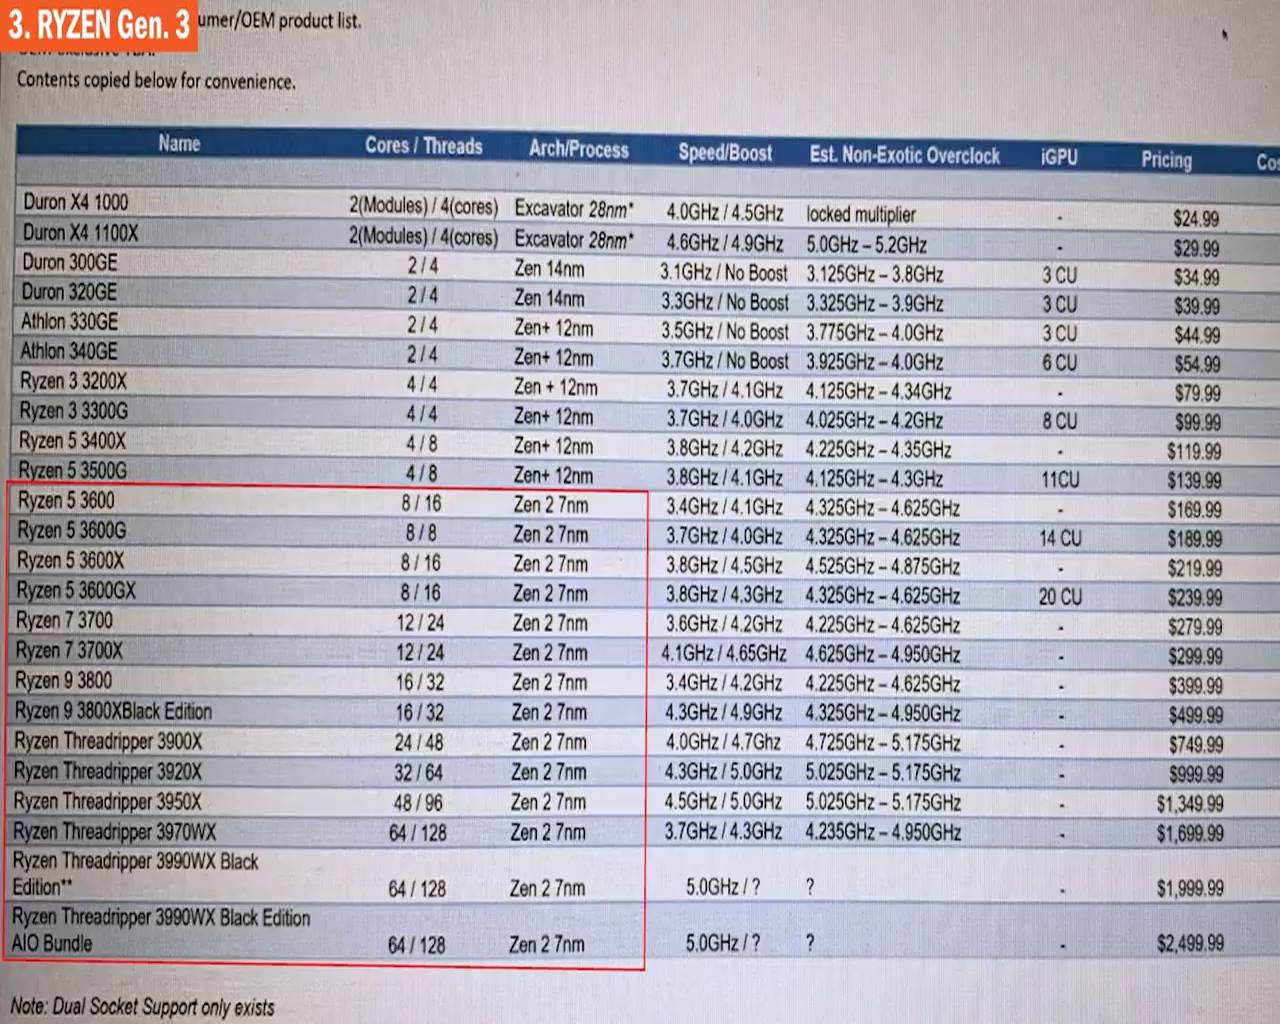 3. RYZEN Gen. 3
umer/OEM product list.
Contents copied below for convenience.
Name Cores / Threads Arch/Process Speed/Boost Est. Non-Exotic Overclock iGPU Pricing Cos
Duron X4 1000 2(Modules) / 4(cores) Excavator 28nm* 4.0GHz / 4.5GHz locked multiplier - $24.99
Duron X4 1100X 2(Modules) / 4(cores) Excavator 28nm* 4.6GHz / 4.9GHz 5.0GHz – 5.2GHz - $29.99
Duron 300GE 2 / 4 Zen 14nm 3.1GHz / No Boost 3.125GHz – 3.8GHz 3 CU $34.99
Duron 320GE 2 / 4 Zen 14nm 3.3GHz / No Boost 3.325GHz – 3.9GHz 3 CU $39.99
Athlon 330GE 2 / 4 Zen+ 12nm 3.5GHz / No Boost 3.775GHz – 4.0GHz 3 CU $44.99
Athlon 340GE 2 / 4 Zen+ 12nm 3.7GHz / No Boost 3.925GHz – 4.0GHz 6 CU $54.99
Ryzen 3 3200X 4 / 4 Zen + 12nm 3.7GHz / 4.1GHz 4.125GHz – 4.34GHz - $79.99
Ryzen 3 3300G 4 / 4 Zen+ 12nm 3.7GHz / 4.0GHz 4.025GHz – 4.2GHz 8 CU $99.99
Ryzen 5 3400X 4 / 8 Zen+ 12nm 3.8GHz / 4.2GHz 4.225GHz – 4.35GHz - $119.99
Ryzen 5 3500G 4 / 8 Zen+ 12nm 3.8GHz / 4.1GHz 4.125GHz – 4.3GHz 11CU $139.99
Ryzen 5 3600 8 / 16 Zen 2 7nm 3.4GHz / 4.1GHz 4.325GHz – 4.625GHz - $169.99
Ryzen 5 3600G 8 / 8 Zen 2 7nm 3.7GHz / 4.0GHz 4.325GHz – 4.625GHz 14 CU $189.99
Ryzen 5 3600X 8 / 16 Zen 2 7nm 3.8GHz / 4.5GHz 4.525GHz – 4.875GHz - $219.99
Ryzen 5 3600GX 8 / 16 Zen 2 7nm 3.8GHz / 4.3GHz 4.325GHz – 4.625GHz 20 CU $239.99
Ryzen 7 3700 12 / 24 Zen 2 7nm 3.6GHz / 4.2GHz 4.225GHz – 4.625GHz - $279.99
Ryzen 7 3700X 12 / 24 Zen 2 7nm 4.1GHz / 4.65GHz 4.625GHz – 4.950GHz - $299.99
Ryzen 9 3800 16 / 32 Zen 2 7nm 3.4GHz / 4.2GHz 4.225GHz – 4.625GHz - $399.99
Ryzen 9 3800XBlack Edition 16 / 32 Zen 2 7nm 4.3GHz / 4.9GHz 4.325GHz – 4.950GHz - $499.99
Ryzen Threadripper 3900X 24 / 48 Zen 2 7nm 4.0GHz / 4.7Ghz 4.725GHz – 5.175GHz - $749.99
Ryzen Threadripper 3920X 32 / 64 Zen 2 7nm 4.3GHz / 5.0GHz 5.025GHz – 5.175GHz - $999.99
Ryzen Threadripper 3950X 48 / 96 Zen 2 7nm 4.5GHz / 5.0GHz 5.025GHz – 5.175GHz - $1,349.99
Ryzen Threadripper 3970WX 64 / 128 Zen 2 7nm 3.7GHz / 4.3GHz 4.235GHz – 4.950GHz - $1,699.99
Ryzen Threadripper 3990WX Black
Edition** 64 / 128 Zen 2 7nm 5.0GHz / ? ? - $1,999.99
Ryzen Threadripper 3990WX Black Edition
AIO Bundle 64 / 128 Zen 2 7nm 5.0GHz / ? ? - $2,499.99
Note: Dual Socket Support only exists